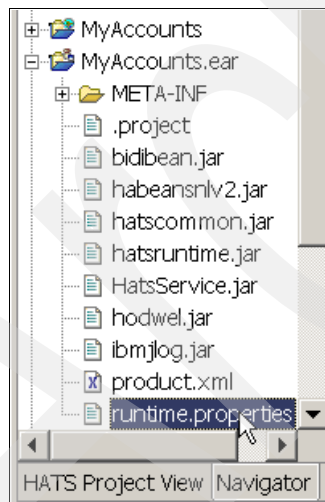 MyAccounts
MyAccounts.ear
META-INF
.project
bidibean.jar
habeansnlv2.jar
hatscommon.jar
hatsruntime.jar
HatsService.jar
hodwel.jar
ibmjlog.jar
product.xml
runtime.properties
HATS Project View Navigator